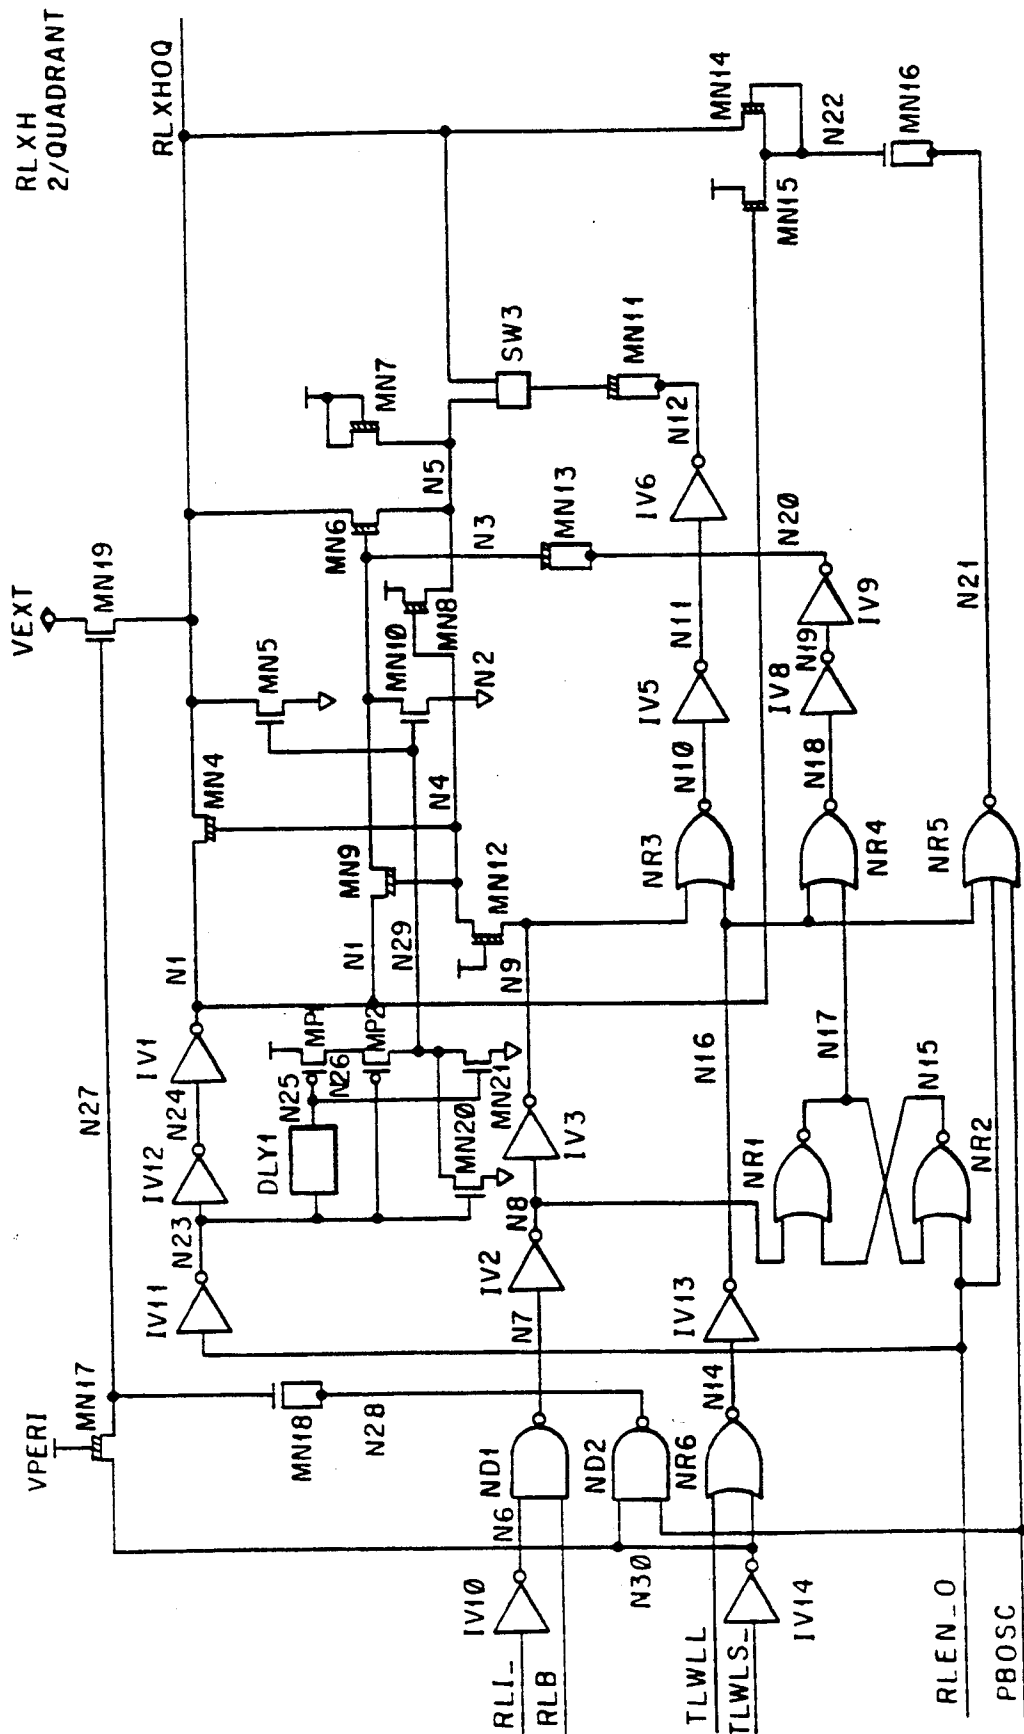 RLXH
2/QUADRANT
RLXHOQ
VEXT
MN19
N27
VPERI
MN17
MN18
N28
IV11
N23
IV12
N24
IV1
N1
MN4
MN5
MN6
MN7
N5
SW3
MN11
N12
IV6
N11
IV5
N10
NR3
DLY1
N25
MP1
N26
MP2
MN20
MN21
N29
N1
MN9
MN10
N2
MN8
N3
MN13
N20
IV9
N19
IV8
N18
NR4
N4
MN12
N9
IV3
N8
IV2
N7
ND1
N6
IV10
RLI_
RLB
ND2
N30
NR6
N14
IV13
N16
TLWLL
TLWLS_
IV14
NR1
N17
N15
NR2
NR5
N21
MN14
MN15
N22
MN16
RLEN_0
PBOSC